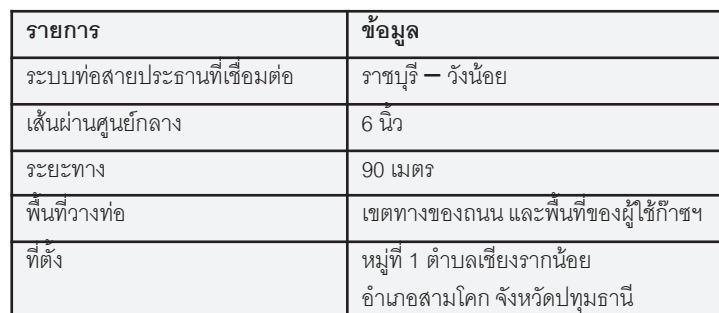 รายการ ข้อมูล
ระบบท่อสายประธานที่เชื่อมต่อ ราชบุรี – วังน้อย
เส้นผ่านศูนย์กลาง 6 นิ้ว
ระยะทาง 90 เมตร
พื้นที่วางท่อ เขตทางของถนน และพื้นที่ของผู้ใช้ก๊าซฯ
ที่ตั้ง หมู่ที่ 1 ตำบลเชียงรากน้อย
อำเภอสามโคก จังหวัดปทุมธานี